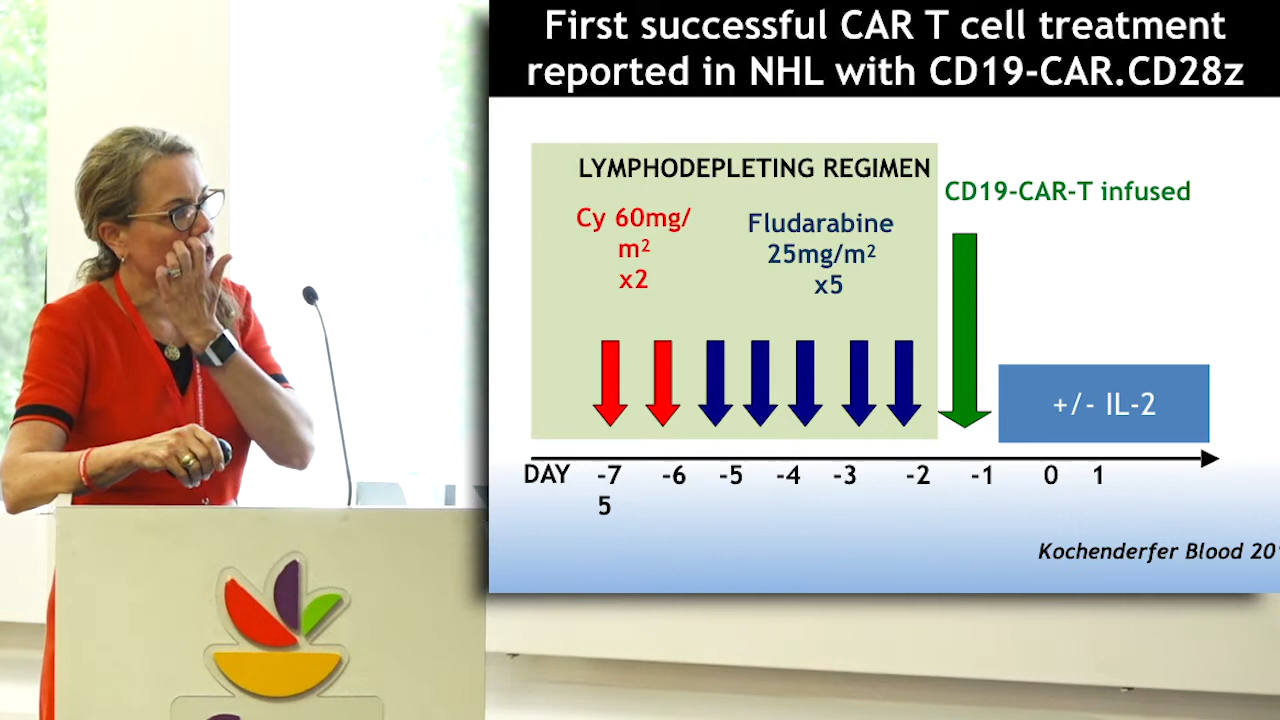 First successful CAR T cell treatment
reported in NHL with CD19-CAR.CD28z
LYMPHODEPLETING REGIMEN
CD19-CAR-T infused
Cy 60mg/
m²
x2
Fludarabine
25mg/m²
x5
+/- IL-2
DAY -7 -6 -5 -4 -3 -2 -1 0 1
5
Kochenderfer Blood